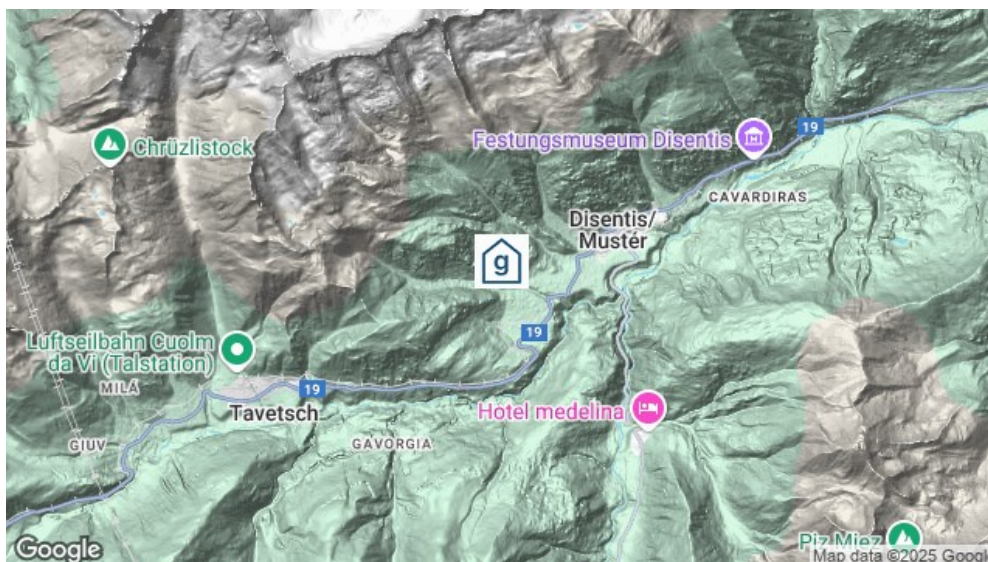 19
Festungsmuseum Disentis
Chrüzlistock
CAVARDIRAS
Disentis/
Mustér
g
19
Luftseilbahn Cuolm
da Vi (Talstation)
MILÀ
19
Tavetsch
Hotel medelina
GIUV
GAVORGIA
Piz Miez
Google
Map data ©2025 Google